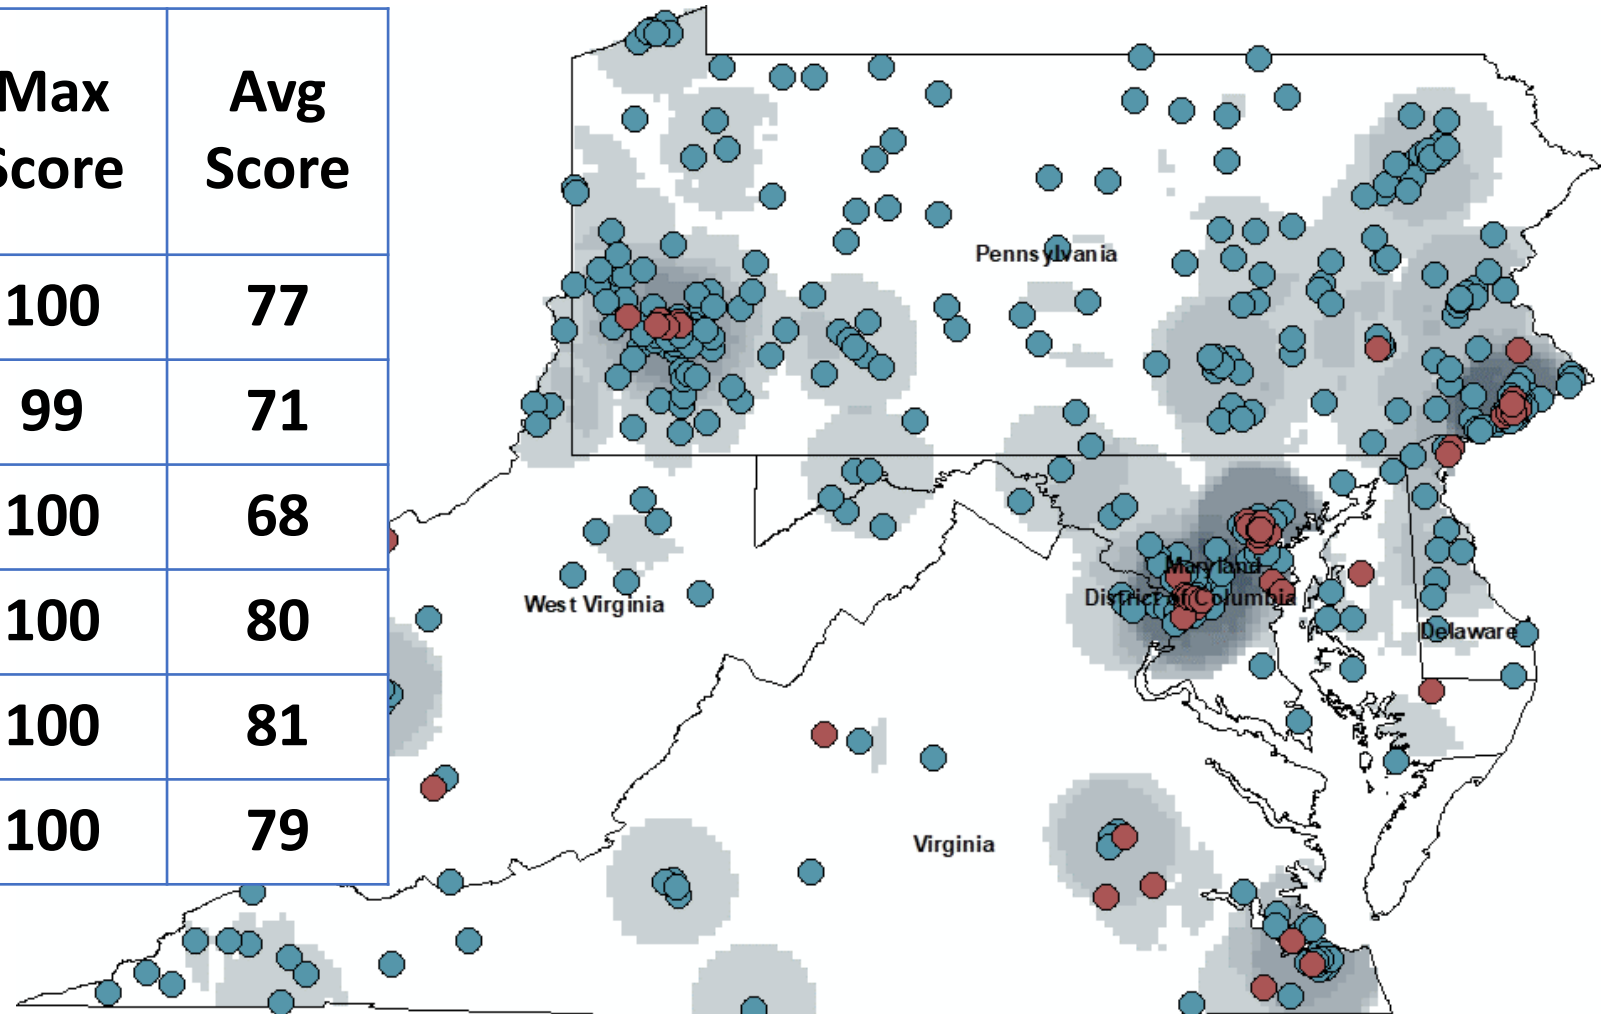 Max Avg
Score Score
100 77
99 71
100 68
100 80
100 81
100 79
Pennsylvania
West Virginia
Maryland
District of Columbia
Delaware
Virginia